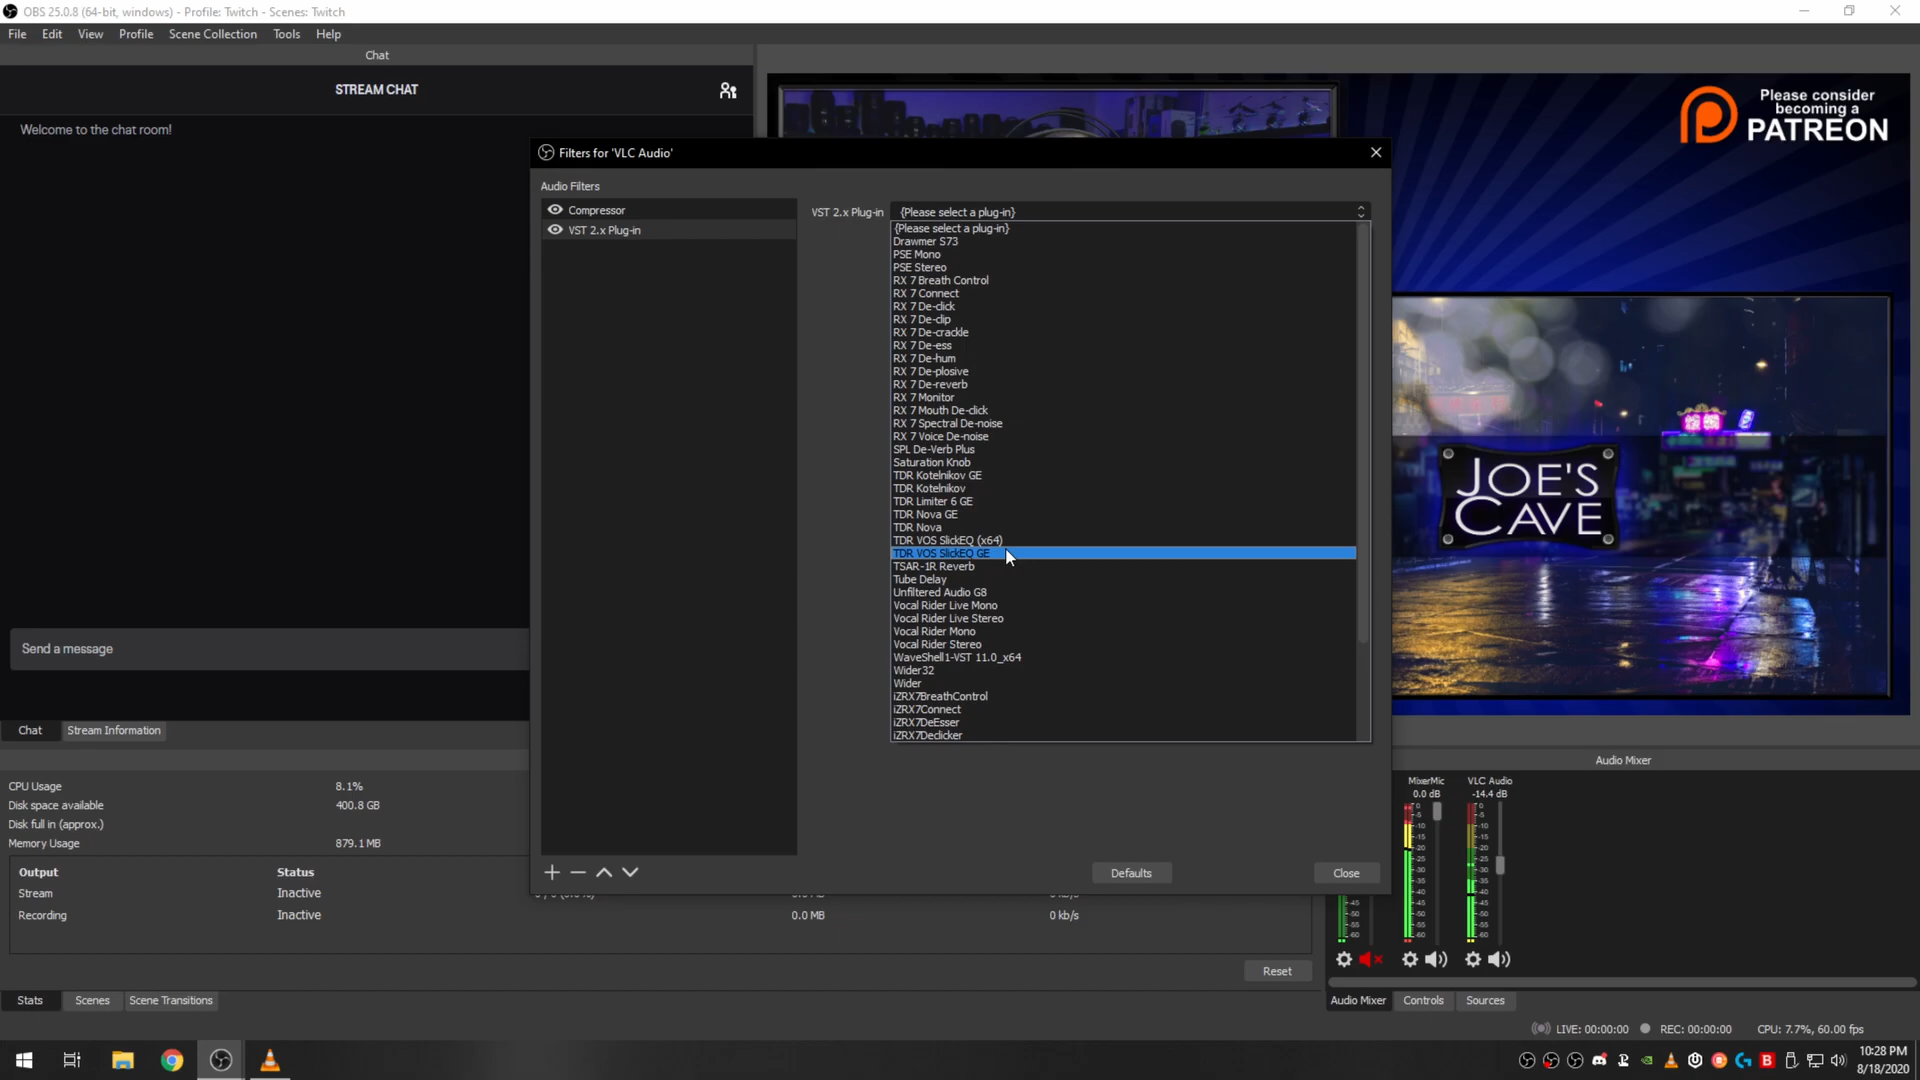 OBS 25.0.8 (64-bit, windows) - Profile: Twitch - Scenes: Twitch
File Edit View Profile Scene Collection Tools Help
Chat
STREAM CHAT
Welcome to the chat room!
Please consider
becoming a
PATREON
Filters for 'VLC Audio'
Audio Filters
Compressor
VST 2.x Plug-in
VST 2.x Plug-in
{Please select a plug-in}
{Please select a plug-in}
Drawmer S73
PSE Mono
PSE Stereo
RX 7 Breath Control
RX 7 Connect
RX 7 De-click
RX 7 De-clip
RX 7 De-crackle
RX 7 De-ess
RX 7 De-hum
RX 7 De-plosive
RX 7 De-reverb
RX 7 Monitor
RX 7 Mouth De-click
RX 7 Spectral De-noise
RX 7 Voice De-noise
SPL De-Verb Plus
Saturation Knob
TDR Kotelnikov GE
TDR Kotelnikov
TDR Limiter 6 GE
TDR Nova GE
TDR Nova
TDR VOS SlickEQ (x64)
TDR VOS SlickEQ GE
TSAR-1R Reverb
Tube Delay
Unfiltered Audio G8
Vocal Rider Live Mono
Vocal Rider Live Stereo
Vocal Rider Mono
Vocal Rider Stereo
WaveShell1-VST 11.0_x64
Wider32
Wider
iZRX7BreathControl
iZRX7Connect
iZRX7DeEsser
iZRX7Declicker
Defaults
Close
JOE'S
CAVE
Send a message
Chat
Stream Information
CPU Usage 8.1%
Disk space available 400.8 GB
Disk full in (approx.)
Memory Usage 879.1 MB
Output Status
Stream Inactive
Recording Inactive 0.0 MB 0 kb/s
Reset
Stats Scenes Scene Transitions
Audio Mixer
MixerMic VLC Audio
0.0 dB -14.4 dB
Audio Mixer Controls Sources
LIVE: 00:00:00 REC: 00:00:00 CPU: 7.7%, 60.00 fps
10:28 PM
8/18/2020